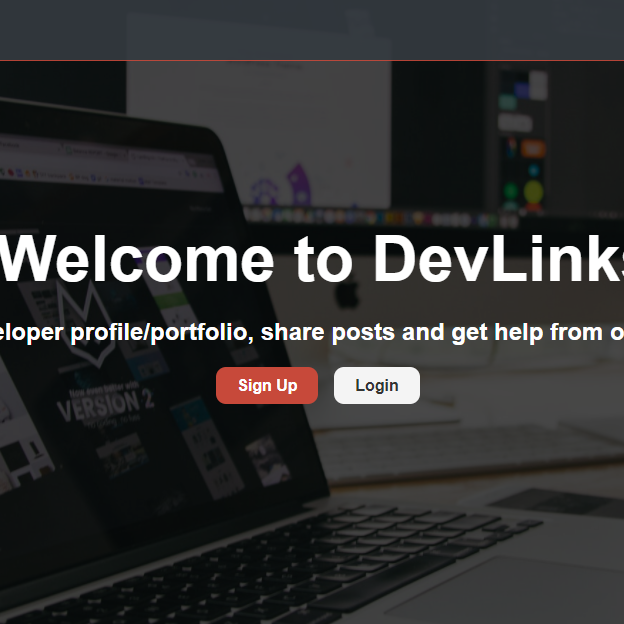 Welcome to DevLinks
eloper profile/portfolio, share posts and get help from o
Sign Up
Login
VERSION 2